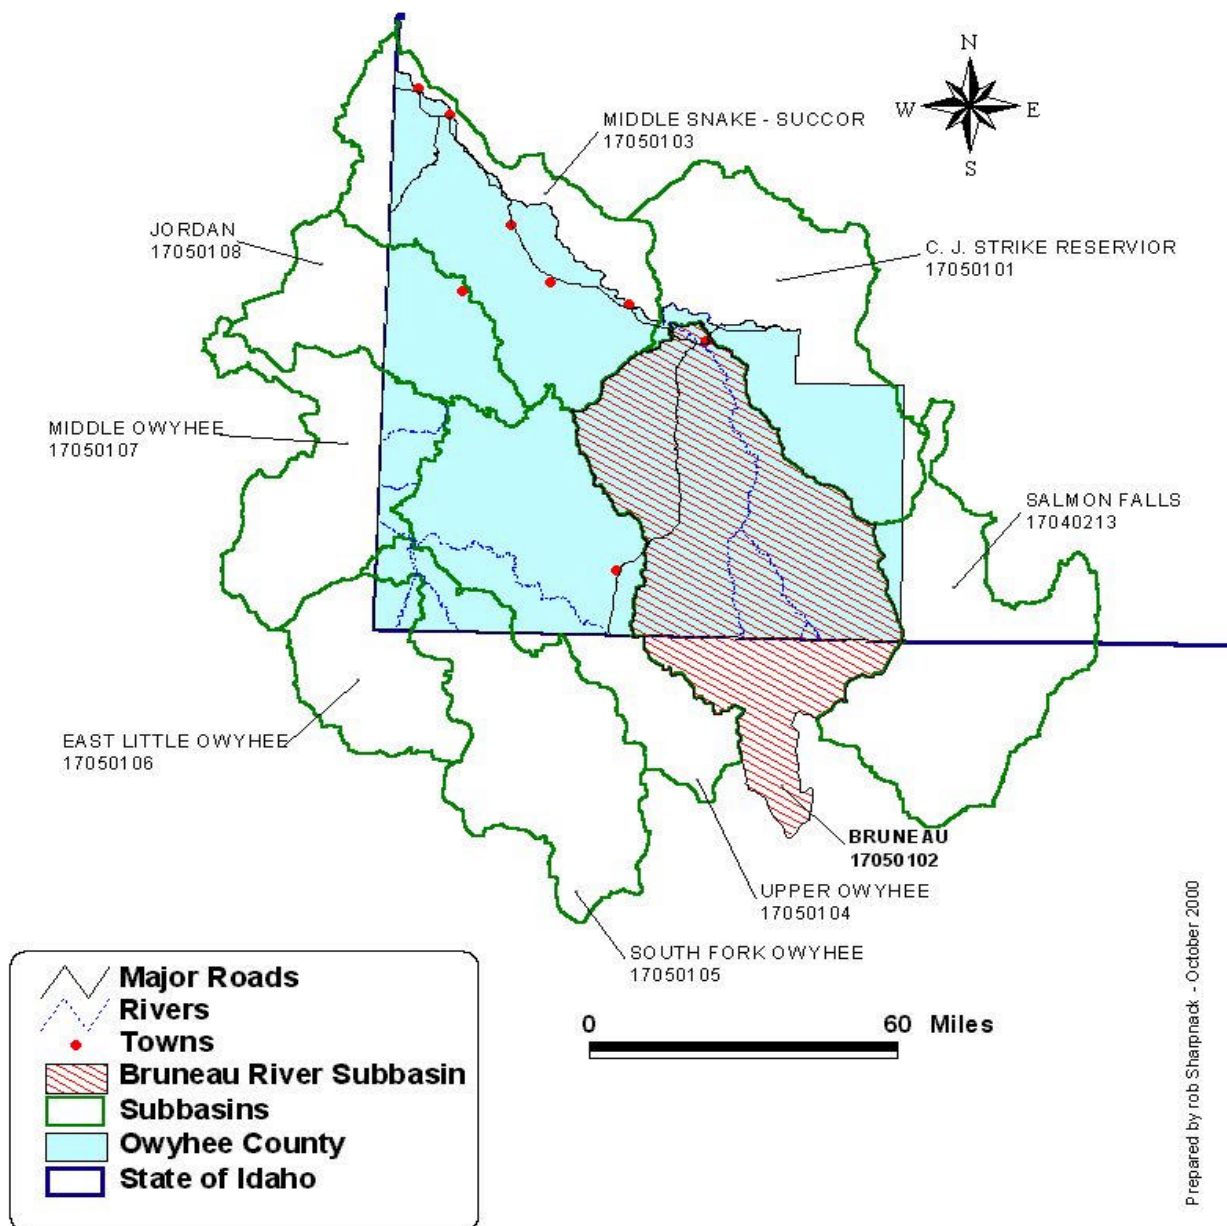 N
W E
S
MIDDLE SNAKE - SUCCOR
17050103
JORDAN
17050108
C. J. STRIKE RESERVIOR
17050101
MIDDLE OWYHEE
17050107
SALMON FALLS
17040213
EAST LITTLE OWYHEE
17050106
BRUNEAU
17050102
UPPER OWYHEE
17050104
SOUTH FORK OWYHEE
17050105
0 60 Miles
Major Roads
Rivers
Towns
Bruneau River Subbasin
Subbasins
Owyhee County
State of Idaho
Prepared by rob Sharpnack - October 2000